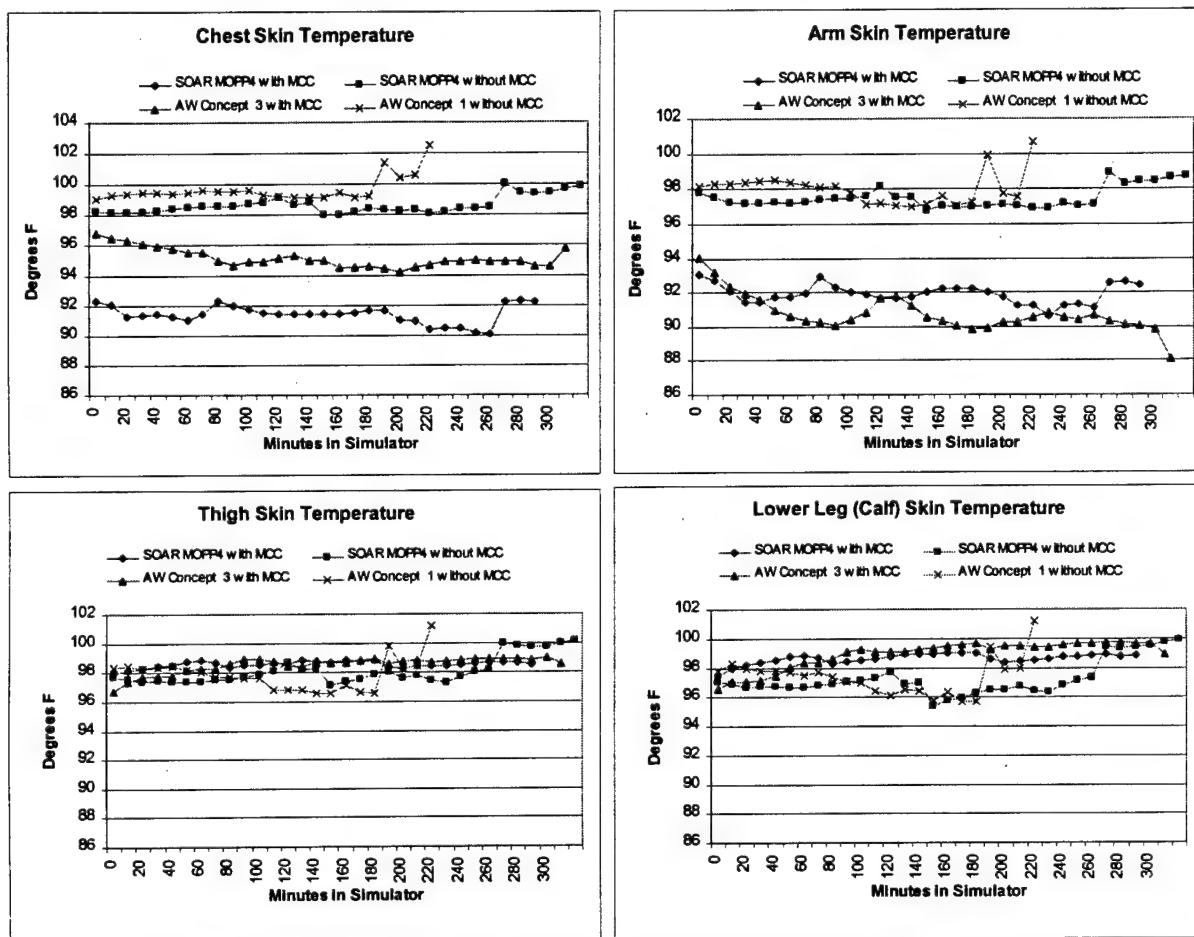 Chest Skin Temperature
SOAR MOPP4 with MCC
SOAR MOPP4 without MCC
AW Concept 3 with MCC
AW Concept 1 without MCC
Degrees F
104
102
100
98
96
94
92
90
88
86
0 20 40 60 80 100 120 140 160 180 200 220 240 260 280 300
Minutes in Simulator
Arm Skin Temperature
SOAR MOPP4 with MCC
SOAR MOPP4 without MCC
AW Concept 3 with MCC
AW Concept 1 without MCC
Degrees F
102
100
98
96
94
92
90
88
86
0 20 40 60 80 100 120 140 160 180 200 220 240 260 280 300
Minutes in Simulator
Thigh Skin Temperature
SOAR MOPP4 with MCC
SOAR MOPP4 without MCC
AW Concept 3 with MCC
AW Concept 1 without MCC
Degrees F
102
100
98
96
94
92
90
88
86
0 20 40 60 80 100 120 140 160 180 200 220 240 260 280 300
Minutes in Simulator
Lower Leg (Calf) Skin Temperature
SOAR MOPP4 with MCC
SOAR MOPP4 without MCC
AW Concept 3 with MCC
AW Concept 1 without MCC
Degrees F
102
100
98
96
94
92
90
88
86
0 20 40 60 80 100 120 140 160 180 200 220 240 260 280 300
Minutes in Simulator